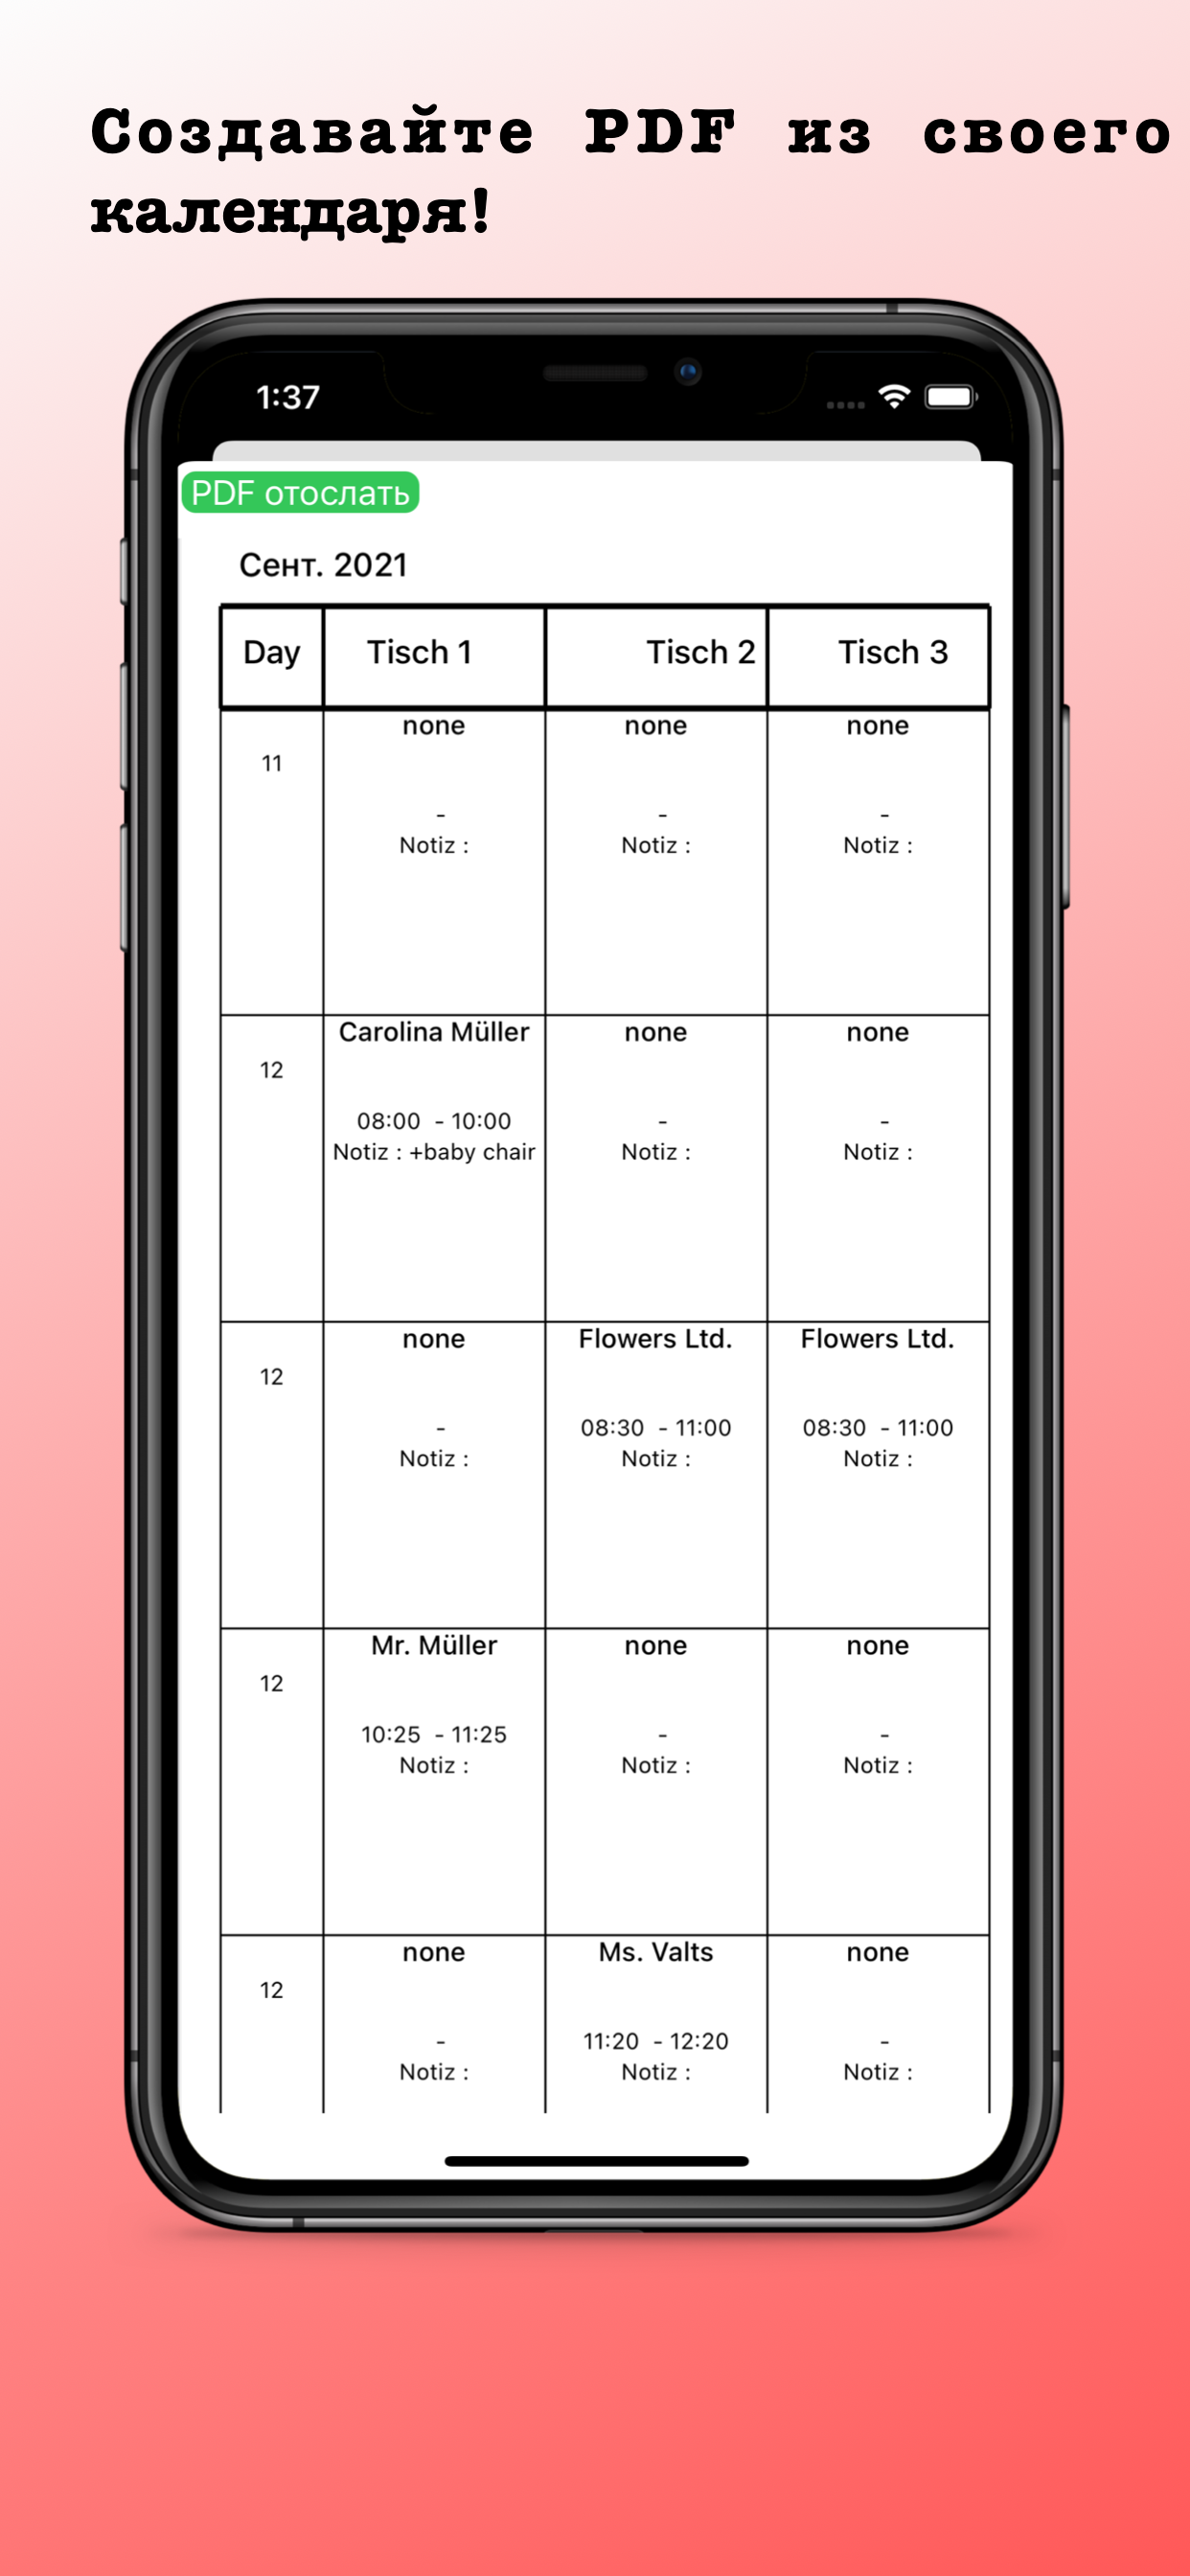 Создавайте PDF из своего
календаря!
1:37
PDF отослать
Сент. 2021
Day Tisch 1 Tisch 2 Tisch 3
none none none
11
- - -
Notiz : Notiz : Notiz :
Carolina Müller none none
12
08:00 - 10:00 - -
Notiz : +baby chair Notiz : Notiz :
none Flowers Ltd. Flowers Ltd.
12
- 08:30 - 11:00 08:30 - 11:00
Notiz : Notiz : Notiz :
Mr. Müller none none
12
10:25 - 11:25 - -
Notiz : Notiz : Notiz :
none Ms. Valts none
12
- 11:20 - 12:20 -
Notiz : Notiz : Notiz :